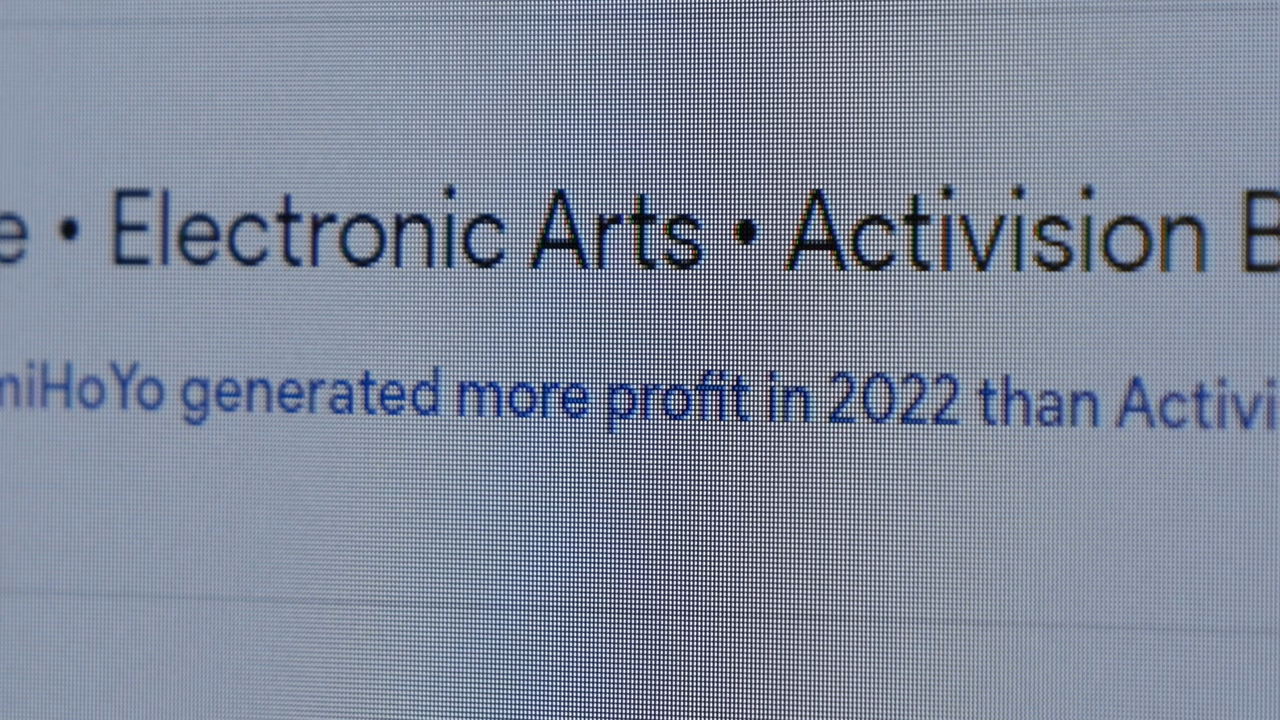 e • Electronic Arts • Activision B
miHoYo generated more profit in 2022 than Activi